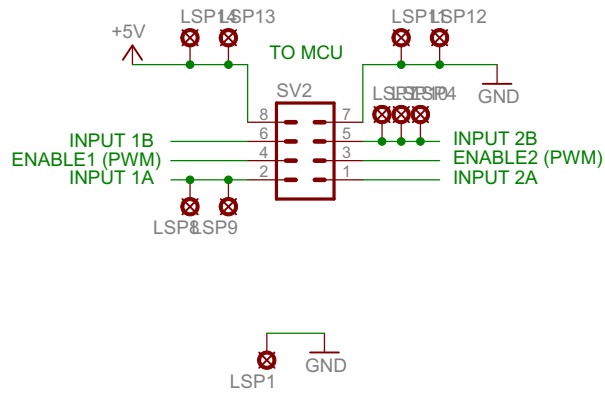 LSP14 LSP13 LSP11 LSP12
+5V
TO MCU
SV2 LSP4
GND
8 7
INPUT 1B 6 5 INPUT 2B
ENABLE1 (PWM) 4 3 ENABLE2 (PWM)
INPUT 1A 2 1 INPUT 2A
LSP8 LSP9
GND
LSP1